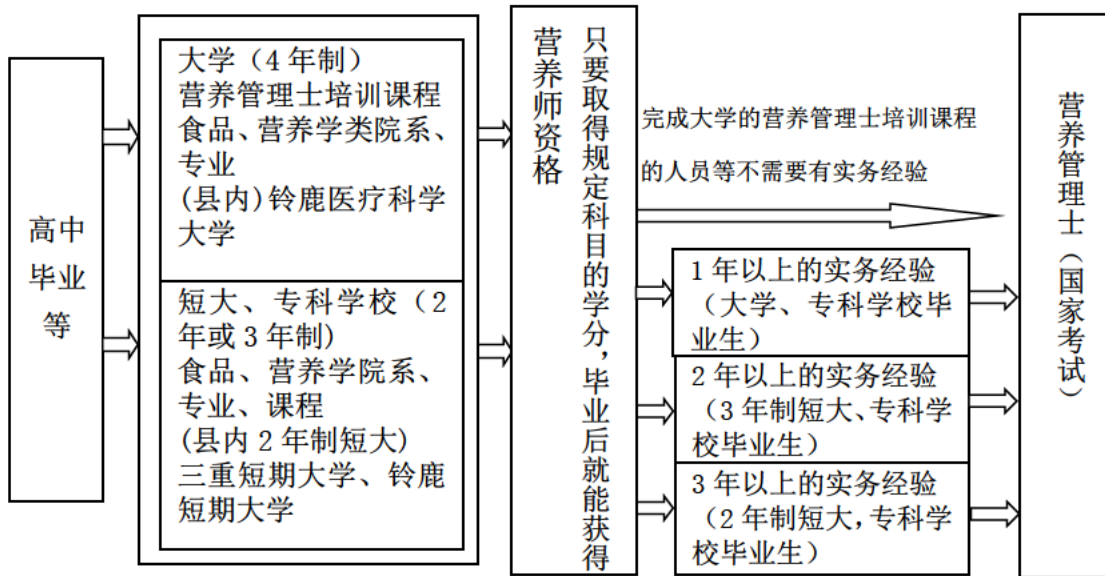 高中
毕业
等
大学（4 年制）
营养管理士培训课程
食品、营养学类院系、
专业
(县内)铃鹿医疗科学
大学
短大、专科学校（2
年或 3 年制)
食品、营养学院系、
专业、课程
(县内 2 年制短大)
三重短期大学、铃鹿
短期大学
只要取得规定科目的学分，毕业后就能获得
营养师资格
完成大学的营养管理士培训课程
的人员等不需要有实务经验
1 年以上的实务经验
（大学、专科学校毕
业生）
2 年以上的实务经验
（3 年制短大、专科学
校毕业生）
3 年以上的实务经验
（2 年制短大，专科学
校毕业生）
营养管理士（国家考试）